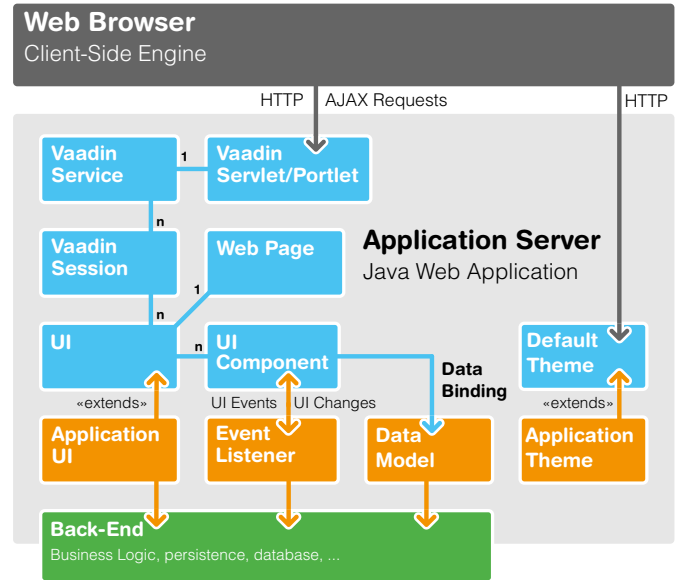 Web Browser
Client-Side Engine
HTTP AJAX Requests HTTP
Vaadin
Service
1
Vaadin
Servlet/Portlet
n
Vaadin
Session
Web Page
Application Server
Java Web Application
1
n
UI
n
UI
Component
Data
Binding
Default
Theme
«extends»
UI Events UI Changes
«extends»
Application
UI
Event
Listener
Data
Model
Application
Theme
Back-End
Business Logic, persistence, database, ...